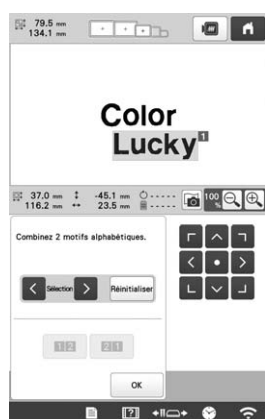 79.5 mm
134.1 mm
Color
Lucky 1
37.0 mm -45.1 mm -----
116.2 mm 23.5 mm -----
100 %
Combinez 2 motifs alphabétiques.
Sélection
Réinitialiser
1 2
2 1
OK